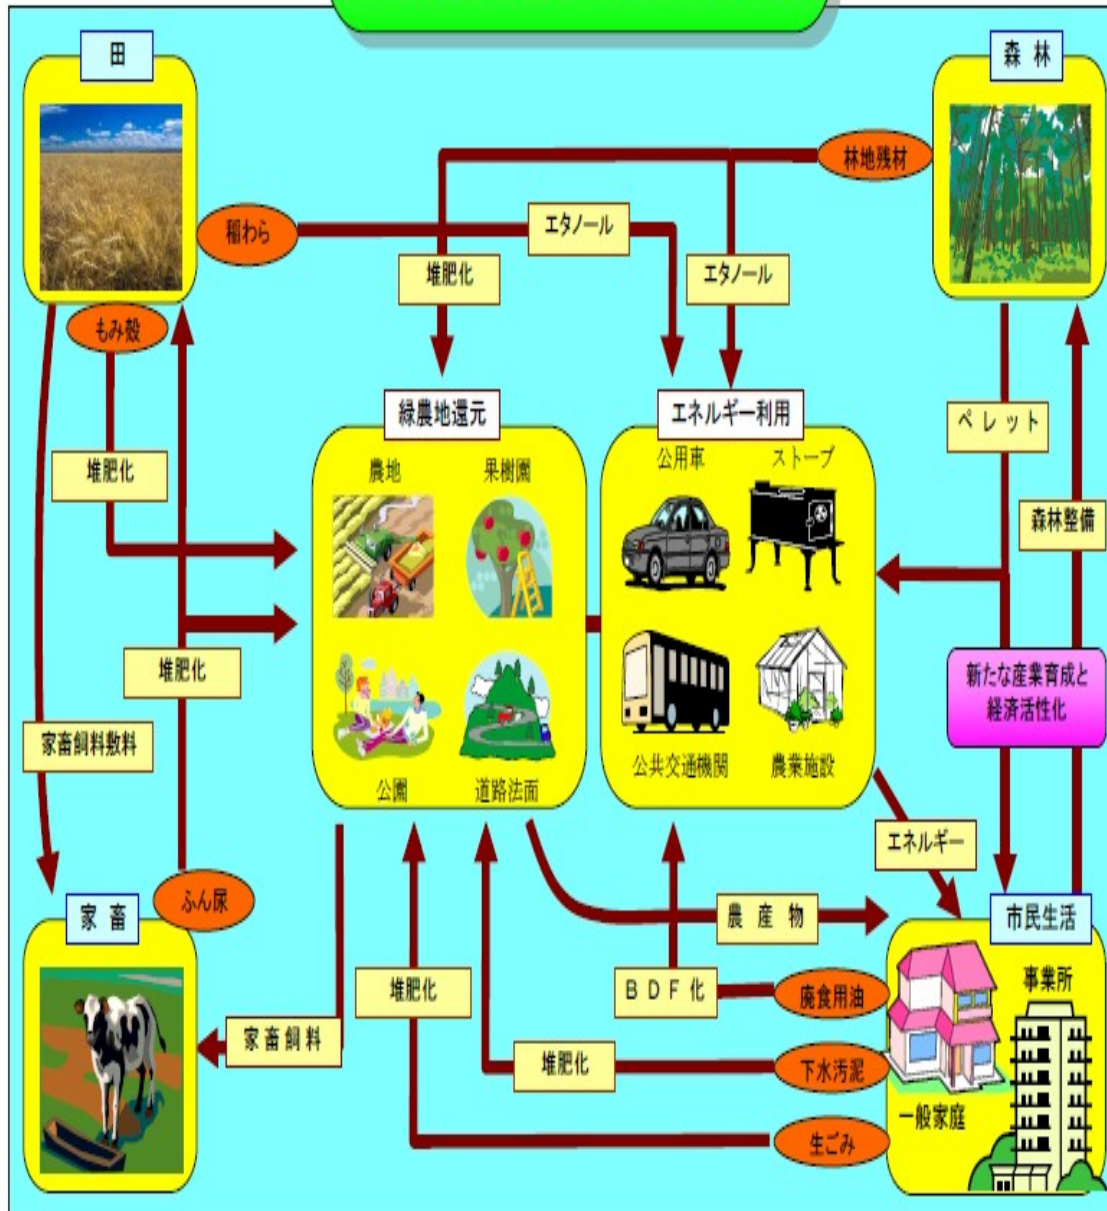 田
森 林
林地残材
稲わら
エタノール
堆肥化
エタノール
もみ殻
緑農地還元
エネルギー利用
ペ レ ッ ト
農地
果樹園
公用車
ストーブ
堆肥化
森林整備
堆肥化
新たな産業育成と
経済活性化
家畜飼料敷料
公園
道路法面
公共交通機関
農業施設
エネルギー
ふん尿
家 畜
農 産 物
市民生活
堆肥化
ＢＤＦ化
廃食用油
事業所
家畜飼料
堆肥化
下水汚泥
一般家庭
生ごみ